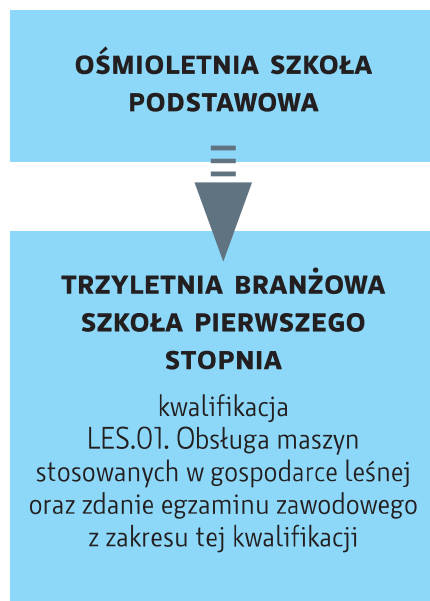 OŚMIOLETNIA SZKOŁA
PODSTAWOWA
TRZYLETNIA BRANŻOWA
SZKOŁA PIERWSZEGO
STOPNIA
kwalifikacja
LES.01. Obsługa maszyn
stosowanych w gospodarce leśnej
oraz zdanie egzaminu zawodowego
z zakresu tej kwalifikacji